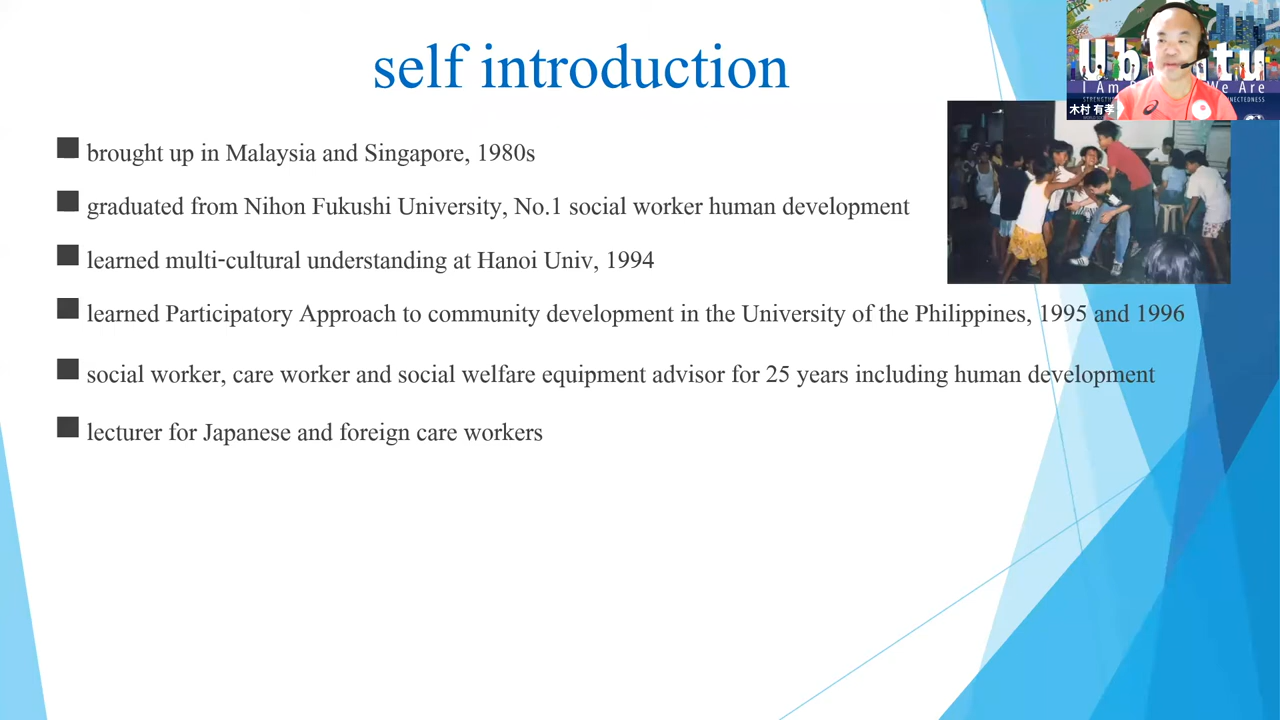 self introduction
brought up in Malaysia and Singapore, 1980s
graduated from Nihon Fukushi University, No.1 social worker human development
learned multi-cultural understanding at Hanoi Univ, 1994
learned Participatory Approach to community development in the University of the Philippines, 1995 and 1996
social worker, care worker and social welfare equipment advisor for 25 years including human development
lecturer for Japanese and foreign care workers
I Am We Are
木村 有孝